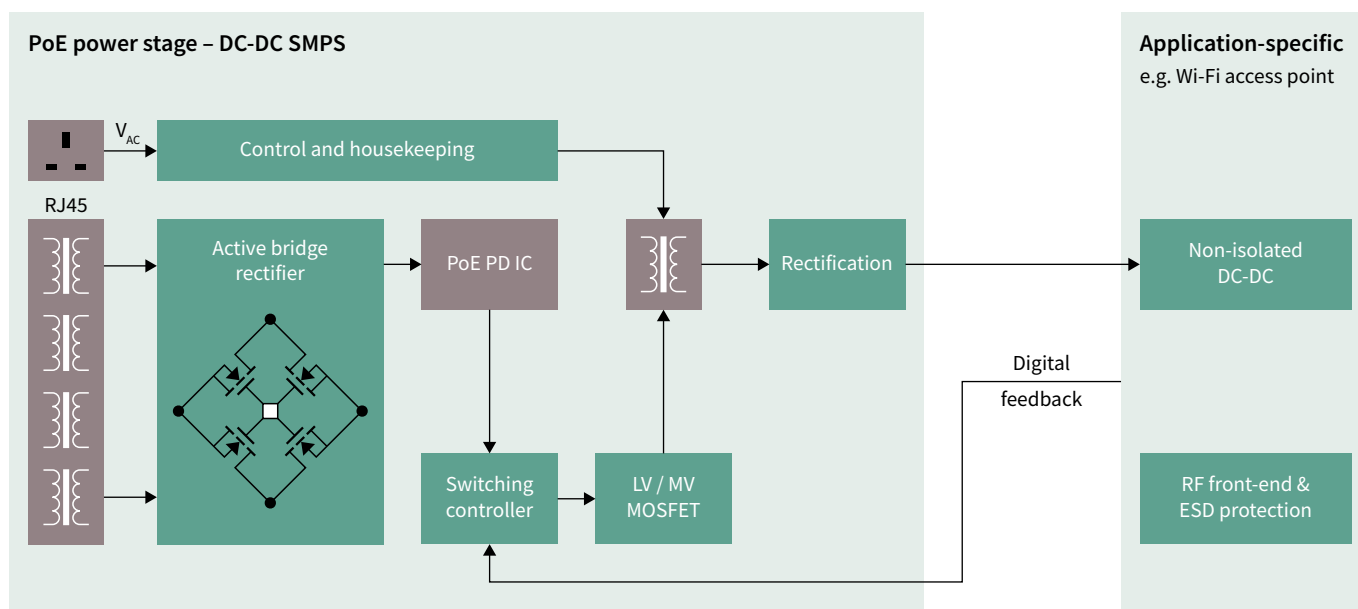 PoE power stage – DC-DC SMPS
Application-specific
e.g. Wi-Fi access point
VAC
Control and housekeeping
RJ45
Active bridge
rectifier
PoE PD IC
Rectification
Non-isolated
DC-DC
Digital
feedback
Switching
controller
LV / MV
MOSFET
RF front-end &
ESD protection